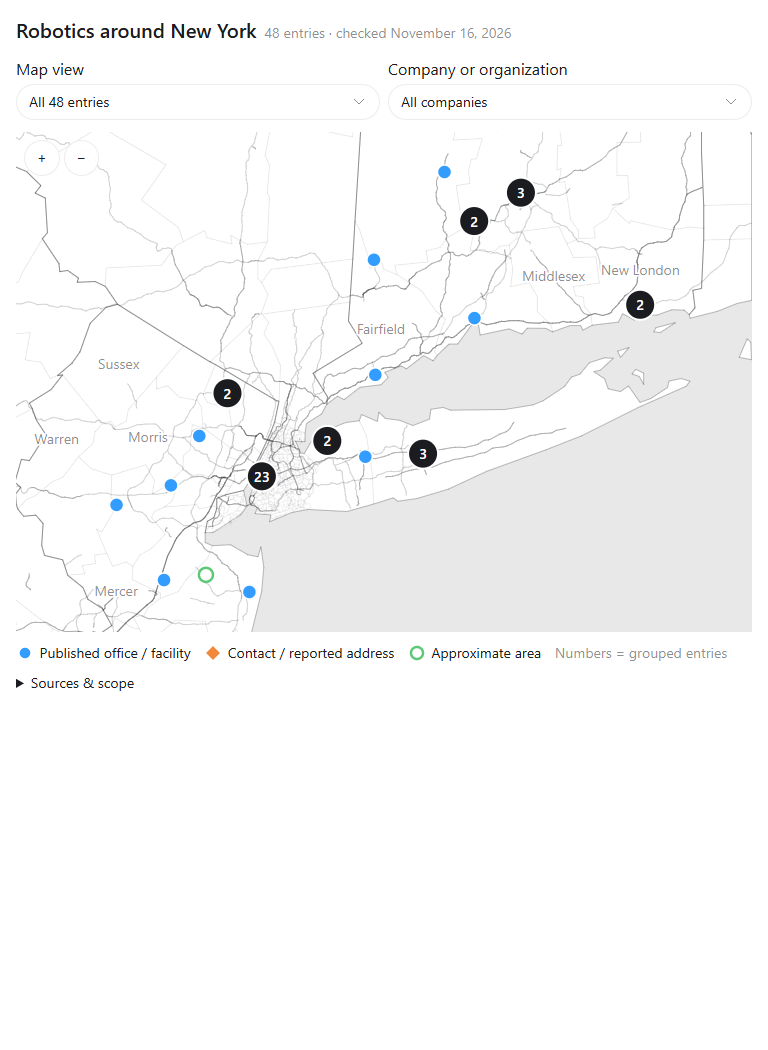 Robotics around New York 48 entries · checked November 16, 2026
Map view Company or organization
All 48 entries All companies
+ −
3
2
Middlesex New London
2
Fairfield
Sussex
2
Warren Morris
2
3
23
Mercer
Published office / facility Contact / reported address Approximate area Numbers = grouped entries
Sources & scope